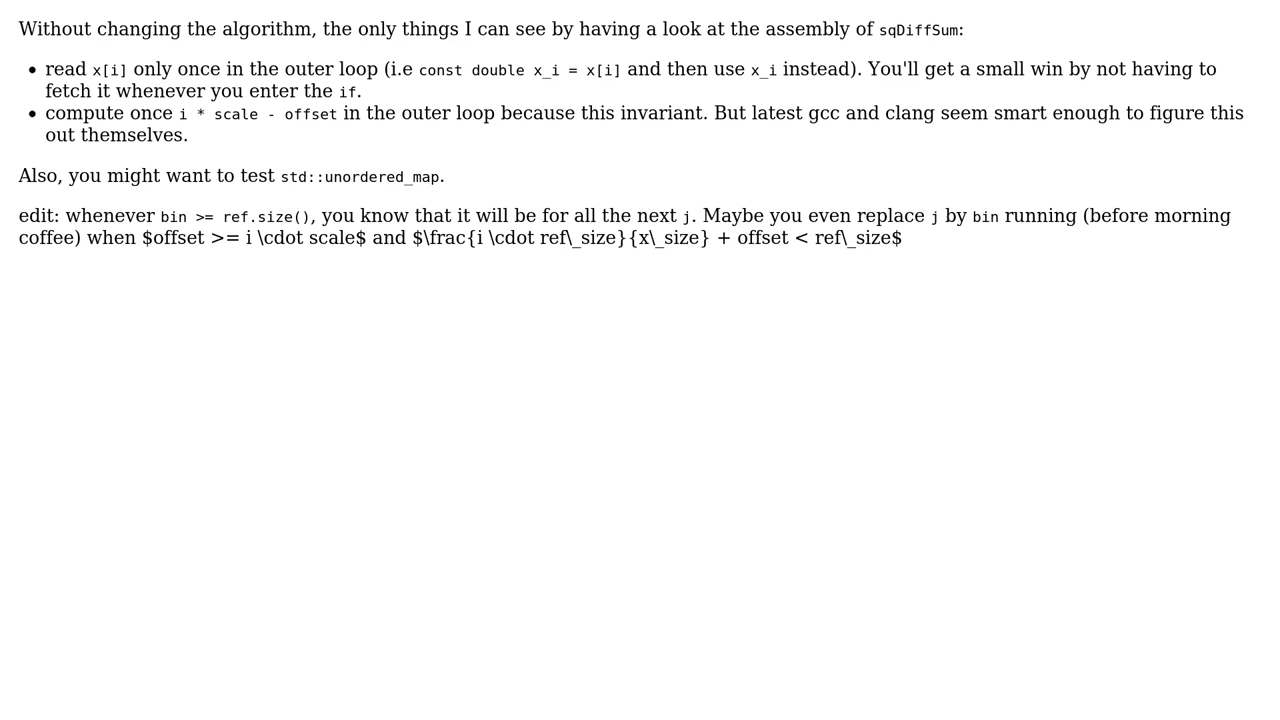 Without changing the algorithm, the only things I can see by having a look at the assembly of sqDiffSum:
• read x[i] only once in the outer loop (i.e const double x_i = x[i] and then use x_i instead). You'll get a small win by not having to
fetch it whenever you enter the if.
• compute once i * scale - offset in the outer loop because this invariant. But latest gcc and clang seem smart enough to figure this
out themselves.
Also, you might want to test std::unordered_map.
edit: whenever bin >= ref.size(), you know that it will be for all the next j. Maybe you even replace j by bin running (before morning
coffee) when $offset >= i \cdot scale$ and $\frac{i \cdot ref\_size}{x\_size} + offset < ref\_size$